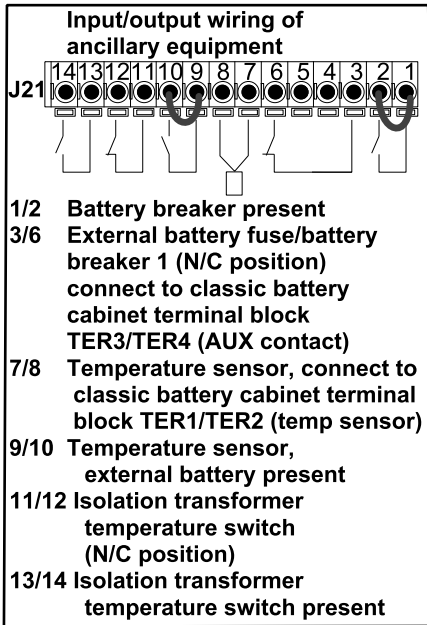 Input/output wiring of
ancillary equipment
14 13 12 11 10 9 8 7 6 5 4 3 2 1
J21
1/2 Battery breaker present
3/6 External battery fuse/battery
breaker 1 (N/C position)
connect to classic battery
cabinet terminal block
TER3/TER4 (AUX contact)
7/8 Temperature sensor, connect to
classic battery cabinet terminal
block TER1/TER2 (temp sensor)
9/10 Temperature sensor,
external battery present
11/12 Isolation transformer
temperature switch
(N/C position)
13/14 Isolation transformer
temperature switch present